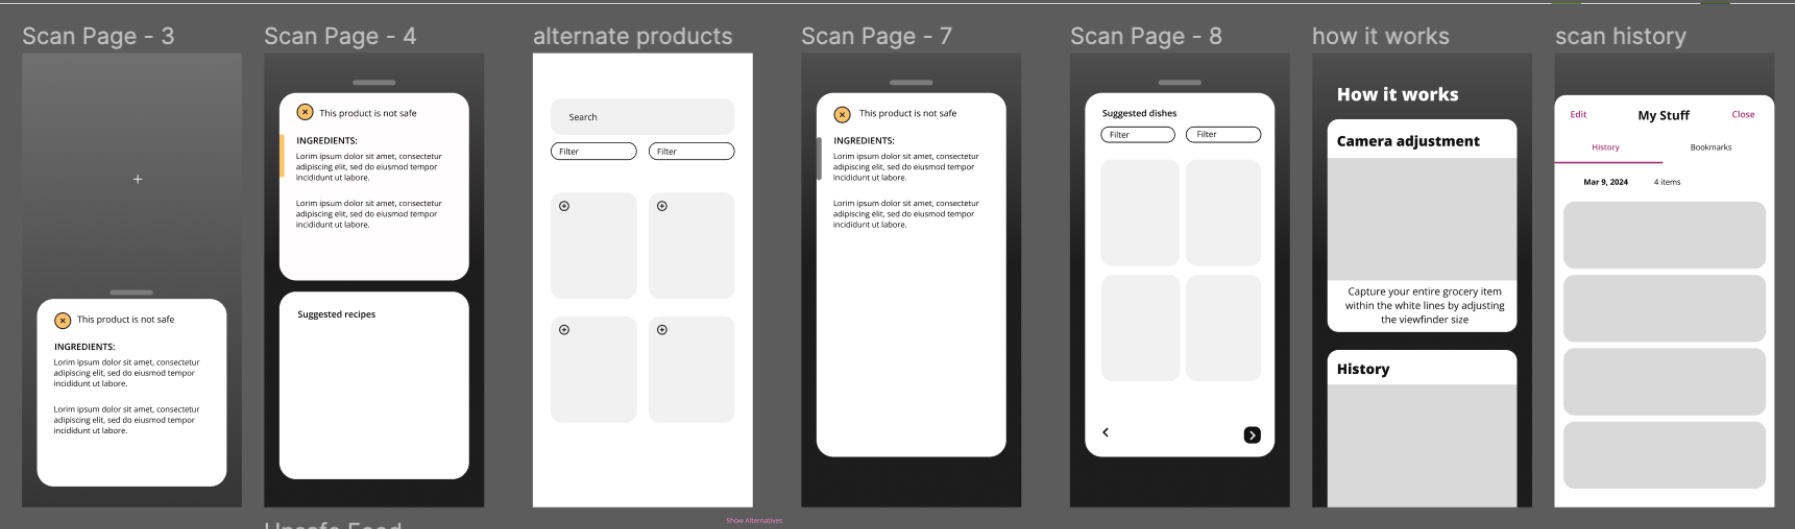 Scan Page - 3
This product is not safe
INGREDIENTS:
Lorem ipsum dolor sit amet, consectetur
adipiscing elit, sed do eiusmod tempor
incididunt ut labore.
Lorem ipsum dolor sit amet, consectetur
adipiscing elit, sed do eiusmod tempor
incididunt ut labore.
Scan Page - 4
This product is not safe
INGREDIENTS:
Lorem ipsum dolor sit amet, consectetur
adipiscing elit, sed do eiusmod tempor
incididunt ut labore.
Lorem ipsum dolor sit amet, consectetur
adipiscing elit, sed do eiusmod tempor
incididunt ut labore.
Suggested recipes
Unsafe Food
alternate products
Search
Filter
Filter
Show Alternatives
Scan Page - 7
This product is not safe
INGREDIENTS:
Lorem ipsum dolor sit amet, consectetur
adipiscing elit, sed do eiusmod tempor
incididunt ut labore.
Lorem ipsum dolor sit amet, consectetur
adipiscing elit, sed do eiusmod tempor
incididunt ut labore.
Scan Page - 8
Suggested dishes
Filter
Filter
how it works
How it works
Camera adjustment
Capture your entire grocery item
within the white lines by adjusting
the viewfinder size
History
scan history
Edit
My Stuff
Close
History
Bookmarks
Mar 9, 2024
4 items